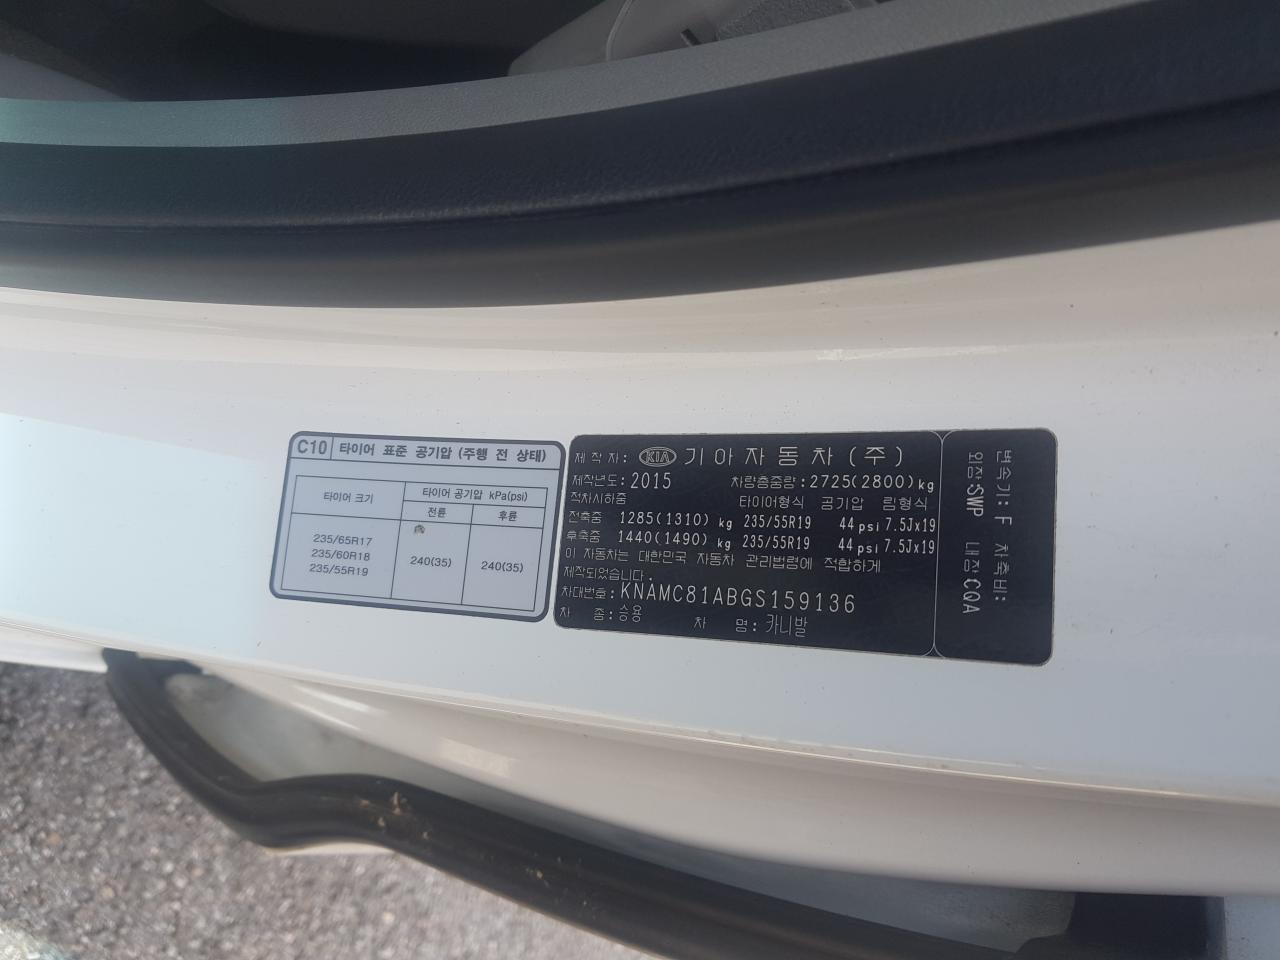 C10 타이어 표준 공기압 (주행 전 상태)
타이어 크기 타이어 공기압 kPa(psi)
전륜 후륜
235/65R17
235/60R18
235/55R19
240(35) 240(35)
제 작 자: KIA 기아자동차(주)
제작년도:2015 차량총중량:2725(2800)kg
적차시하중 타이어형식 공기압 림형식
전축중 1285(1310) kg 235/55R19 44psi 7.5Jx19
후축중 1440(1490) kg 235/55R19 44psi 7.5Jx19
이 자동차는 대한민국 자동차 관리법령에 적합하게
제작되었습니다.
차대번호:KNAMC81ABGS159136
차 종:승용 차 명:카니발
변속기: F 차축비:
외장:SWP 내장:CQA